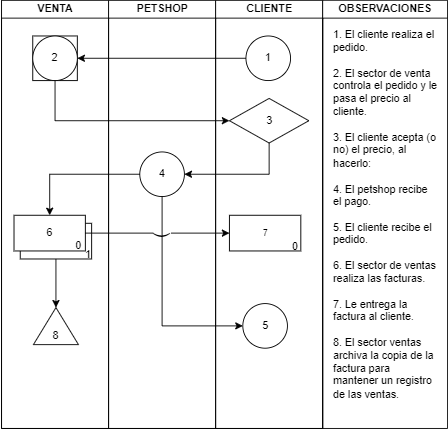 VENTA PETSHOP CLIENTE OBSERVACIONES
2 1
3
4
6 0 1
7 0
5
8
1. El cliente realiza el
pedido.
2. El sector de venta
controla el pedido y le
pasa el precio al
cliente.
3. El cliente acepta (o
no) el precio, al
hacerlo:
4. El petshop recibe
el pago.
5. El cliente recibe el
pedido.
6. El sector de ventas
realiza las facturas.
7. Le entrega la
factura al cliente.
8. El sector ventas
archiva la copia de la
factura para
mantener un registro
de las ventas.